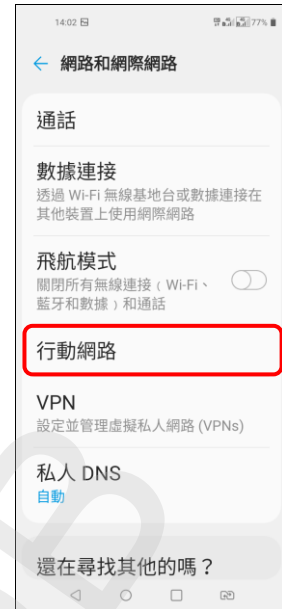 14:02 77%
網路和網際網路
通話
數據連接
透過 Wi-Fi 無線基地台或數據連接在
其他裝置上使用網際網路
飛航模式
關閉所有無線連接（Wi-Fi、
藍牙和數據）和通話
行動網路
VPN
設定並管理虛擬私人網路 (VPNs)
私人 DNS
自動
還在尋找其他的嗎？